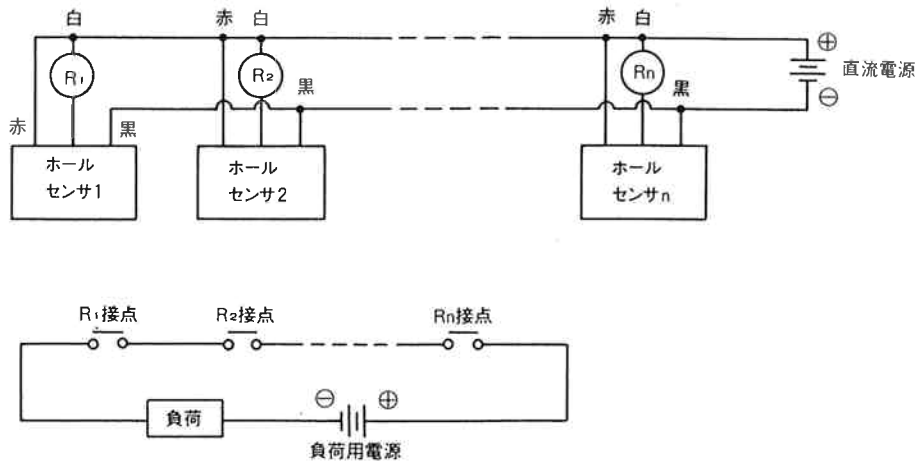 白 赤 白 赤 白
⊕
R₁ R₂ Rn
直流電源
黒 黒
⊖
赤 黒
ホール
センサ1
ホール
センサ2
ホール
センサn
R₁接点 R₂接点 Rn接点
⊖ ⊕
負荷
負荷用電源